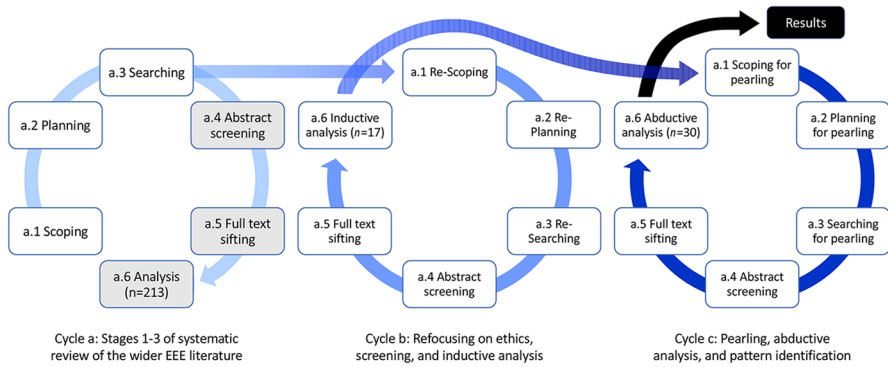 Results
a.3 Searching
a.4 Abstract
screening
a.2 Planning
a.1 Scoping
a.5 Full text
sifting
a.6 Analysis
(n=213)
Cycle a: Stages 1-3 of systematic
review of the wider EEE literature
a.1 Re-Scoping
a.6 Inductive
analysis (n=17)
a.2 Re-
Planning
a.5 Full text
sifting
a.3 Re-
Searching
a.4 Abstract
screening
Cycle b: Refocusing on ethics,
screening, and inductive analysis
a.1 Scoping for
pearling
a.6 Abductive
analysis (n=30)
a.2 Planning
for pearling
a.5 Full text
sifting
a.3 Searching
for pearling
a.4 Abstract
screening
Cycle c: Pearling, abductive
analysis, and pattern identification